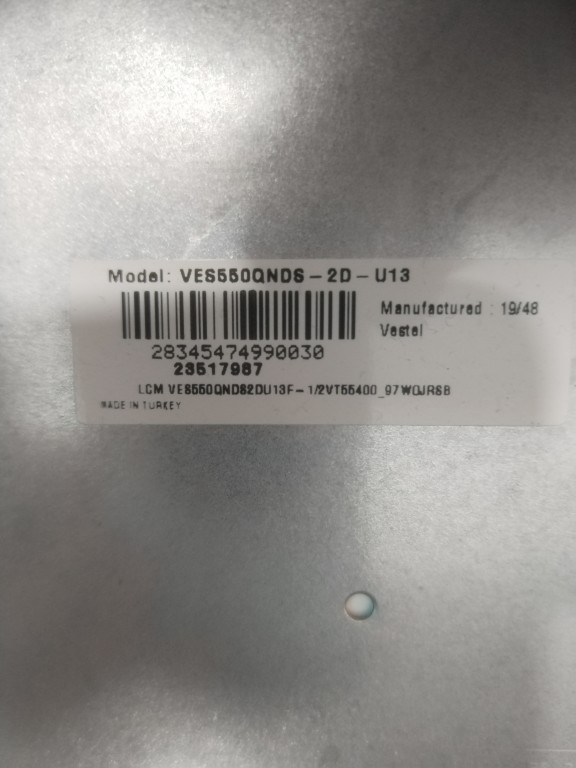 Model: VES550QNDS-2D-U13
Manufactured : 19/48
Vestel
28345474990030
23517987
LCM VES550QNDS2DU13F-1/2VT55400_97WQJRSB
MADE IN TURKEY